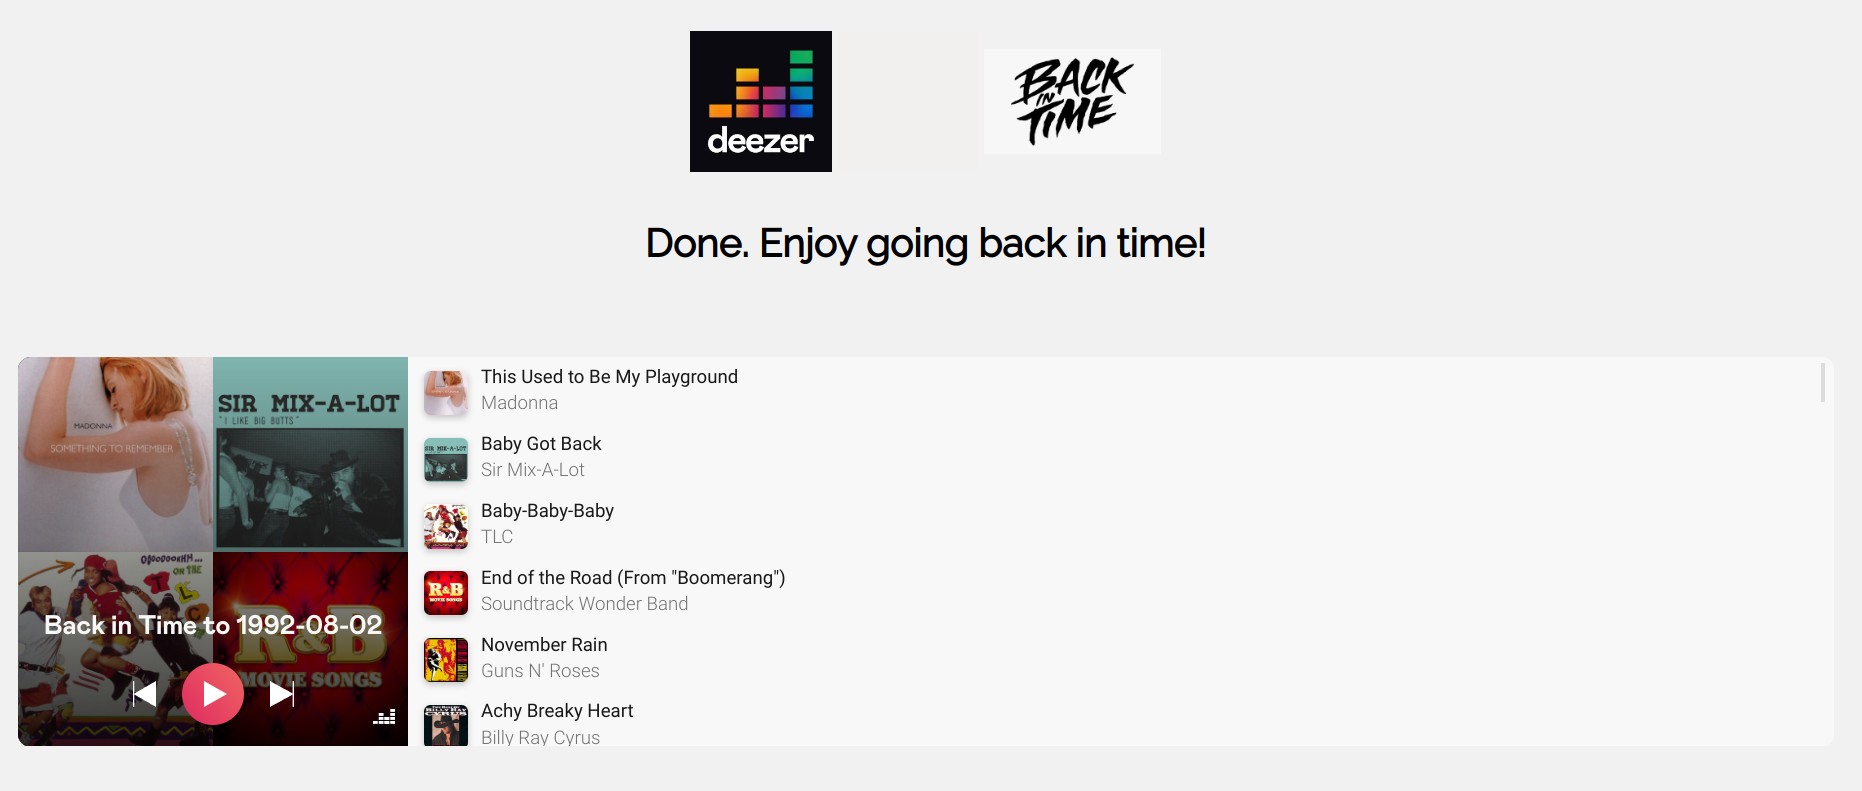 deezer
BACK
IN
TIME
Done. Enjoy going back in time!
MADONNA
SOMETHING TO REMEMBER
SIR MIX-A-LOT
"I LIKE BIG BUTTS"
ON THE
R&B
MOVIE SONGS
Back in Time to 1992-08-02
This Used to Be My Playground
Madonna
Baby Got Back
Sir Mix-A-Lot
Baby-Baby-Baby
TLC
R&B
MOVIE SONGS
End of the Road (From "Boomerang")
Soundtrack Wonder Band
November Rain
Guns N' Roses
Achy Breaky Heart
Billy Ray Cyrus